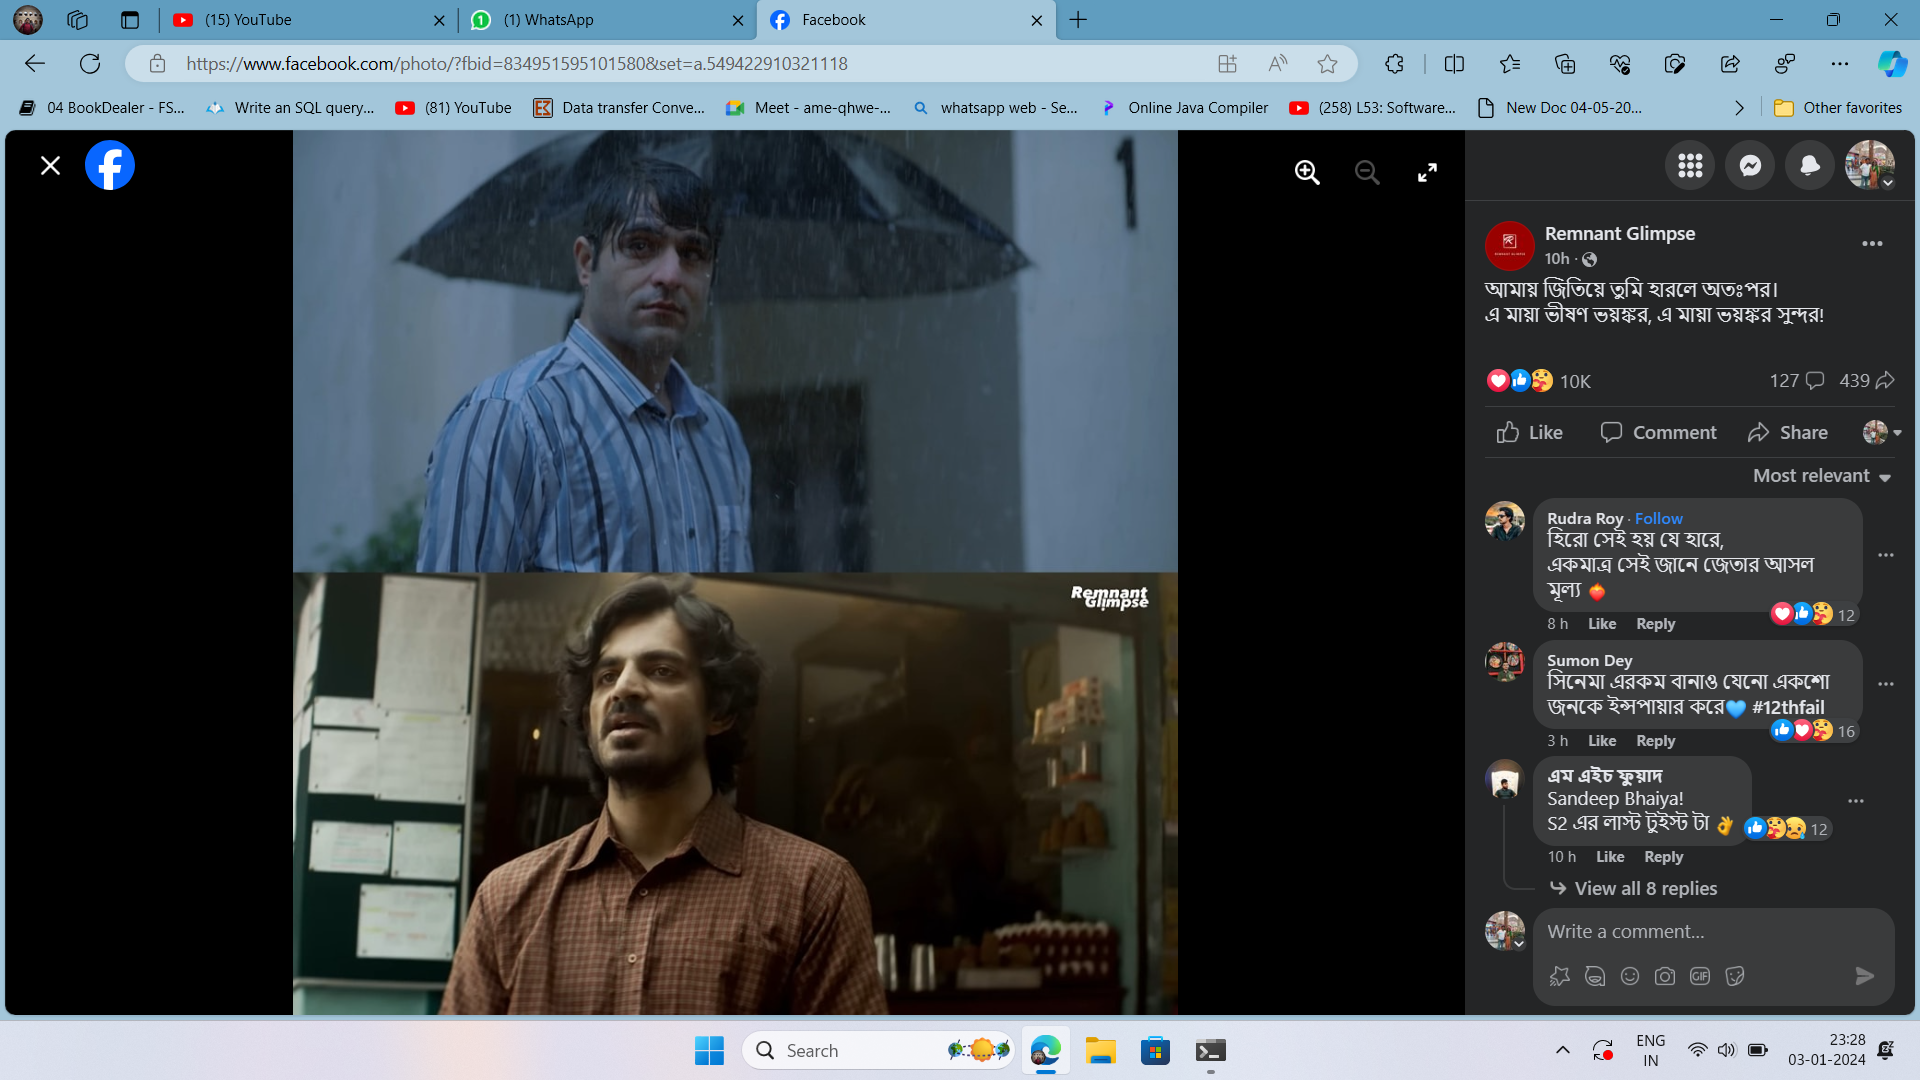 (15) YouTube
(1) WhatsApp
Facebook
https://www.facebook.com/photo/?fbid=834951595101580&set=a.549422910321118
04 BookDealer - FS...
Write an SQL query...
(81) YouTube
Data transfer Conve...
Meet - ame-qhwe-...
whatsapp web - Se...
Online Java Compiler
(258) L53: Software...
New Doc 04-05-20...
Other favorites
Remnant
Glimpse
Remnant Glimpse
10h ·
আমায় জিতিয়ে তুমি হারলে অতঃপর।
এ মায়া ভীষণ ভয়ঙ্কর, এ মায়া ভয়ঙ্কর সুন্দর!
10K
127
439
Like
Comment
Share
Most relevant
Rudra Roy · Follow
হিরো সেই হয় যে হারে,
একমাত্র সেই জানে জেতার আসল
মূল্য ❤️‍🔥
12
8 h Like Reply
Sumon Dey
সিনেমা এরকম বানাও যেনো একশো
জনকে ইন্সপায়ার করে🩵 #12thfail
16
3 h Like Reply
এম এইচ ফুয়াদ
Sandeep Bhaiya!
S2 এর লাস্ট টুইস্ট টা 👌
12
10 h Like Reply
View all 8 replies
Write a comment...
GIF
Search
ENG
IN
23:28
03-01-2024